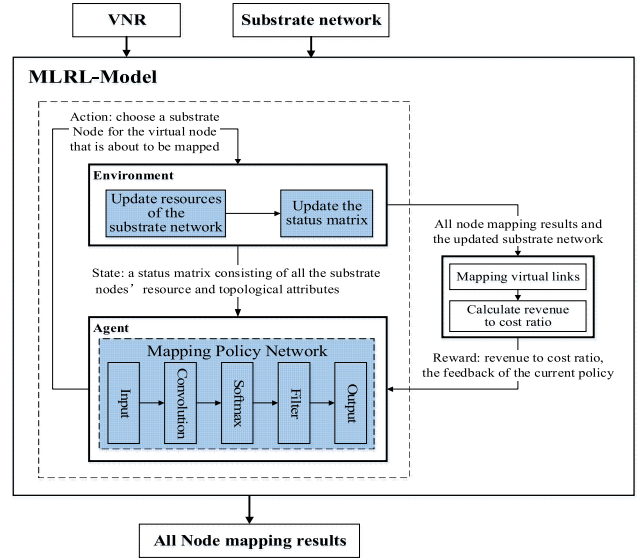 VNR
Substrate network
MLRL-Model
Action: choose a substrate
Node for the virtual node
that is about to be mapped
Environment
Update resources
of the
substrate network
Update the
status matrix
All node mapping results and
the updated substrate network
State: a status matrix consisting of all the substrate
nodes’ resource and topological attributes
Mapping virtual links
Calculate revenue
to cost ratio
Agent
Mapping Policy Network
Input
Convolution
Softmax
Filter
Output
Reward: revenue to cost ratio,
the feedback of the current policy
All Node mapping results